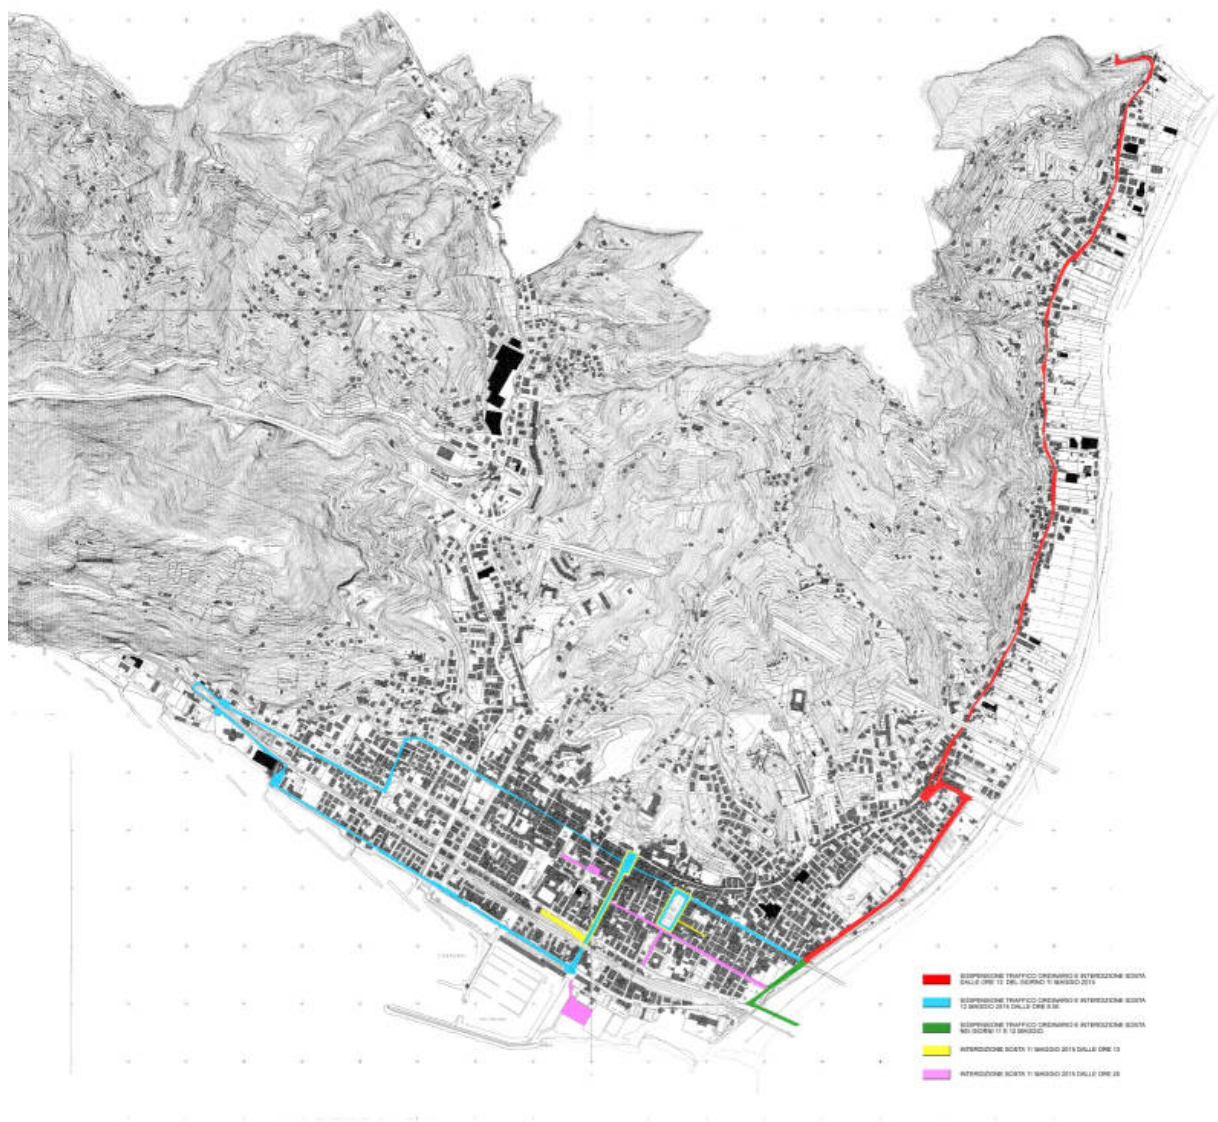 SOSPENSIONE TRAFFICO ORDINARIO E INTERDIZIONE SOSTA
DALLE ORE 13 DEL GIORNO 11 MAGGIO 2015
SOSPENSIONE TRAFFICO ORDINARIO E INTERDIZIONE SOSTA
12 MAGGIO 2015 DALLE ORE
SOSPENSIONE TRAFFICO ORDINARIO E INTERDIZIONE SOSTA
NEI GIORNI 11 E 12 MAGGIO
INTERDIZIONE SOSTA 11 MAGGIO 2015 DALLE ORE 13
INTERDIZIONE SOSTA 11 MAGGIO 2015 DALLE ORE 20